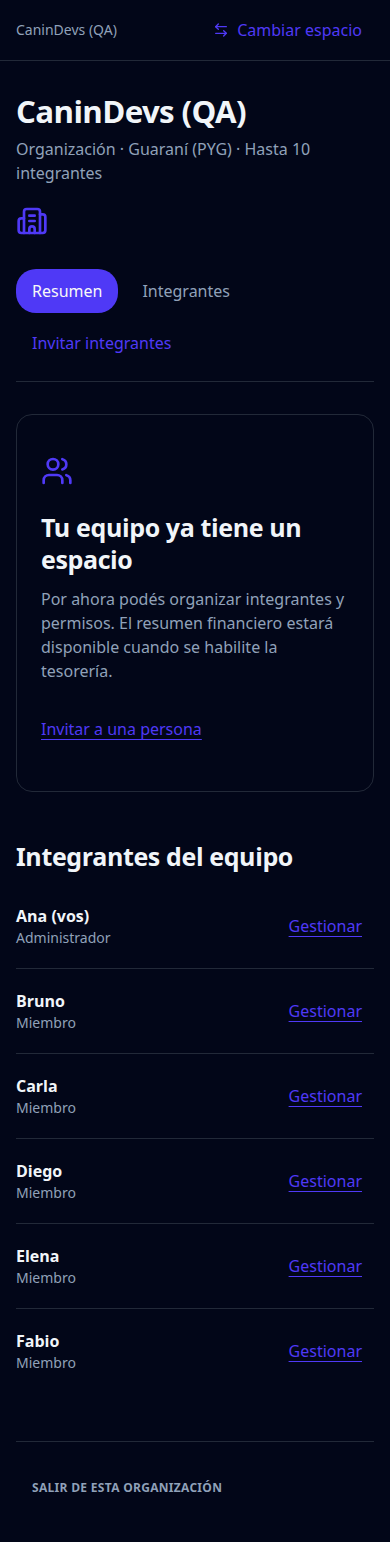 CaninDevs (QA)
Cambiar espacio
CaninDevs (QA)
Organización · Guaraní (PYG) · Hasta 10
integrantes
Resumen
Integrantes
Invitar integrantes
Tu equipo ya tiene un
espacio
Por ahora podés organizar integrantes y
permisos. El resumen financiero estará
disponible cuando se habilite la
tesorería.
Invitar a una persona
Integrantes del equipo
Ana (vos)
Administrador
Gestionar
Bruno
Miembro
Gestionar
Carla
Miembro
Gestionar
Diego
Miembro
Gestionar
Elena
Miembro
Gestionar
Fabio
Miembro
Gestionar
SALIR DE ESTA ORGANIZACIÓN